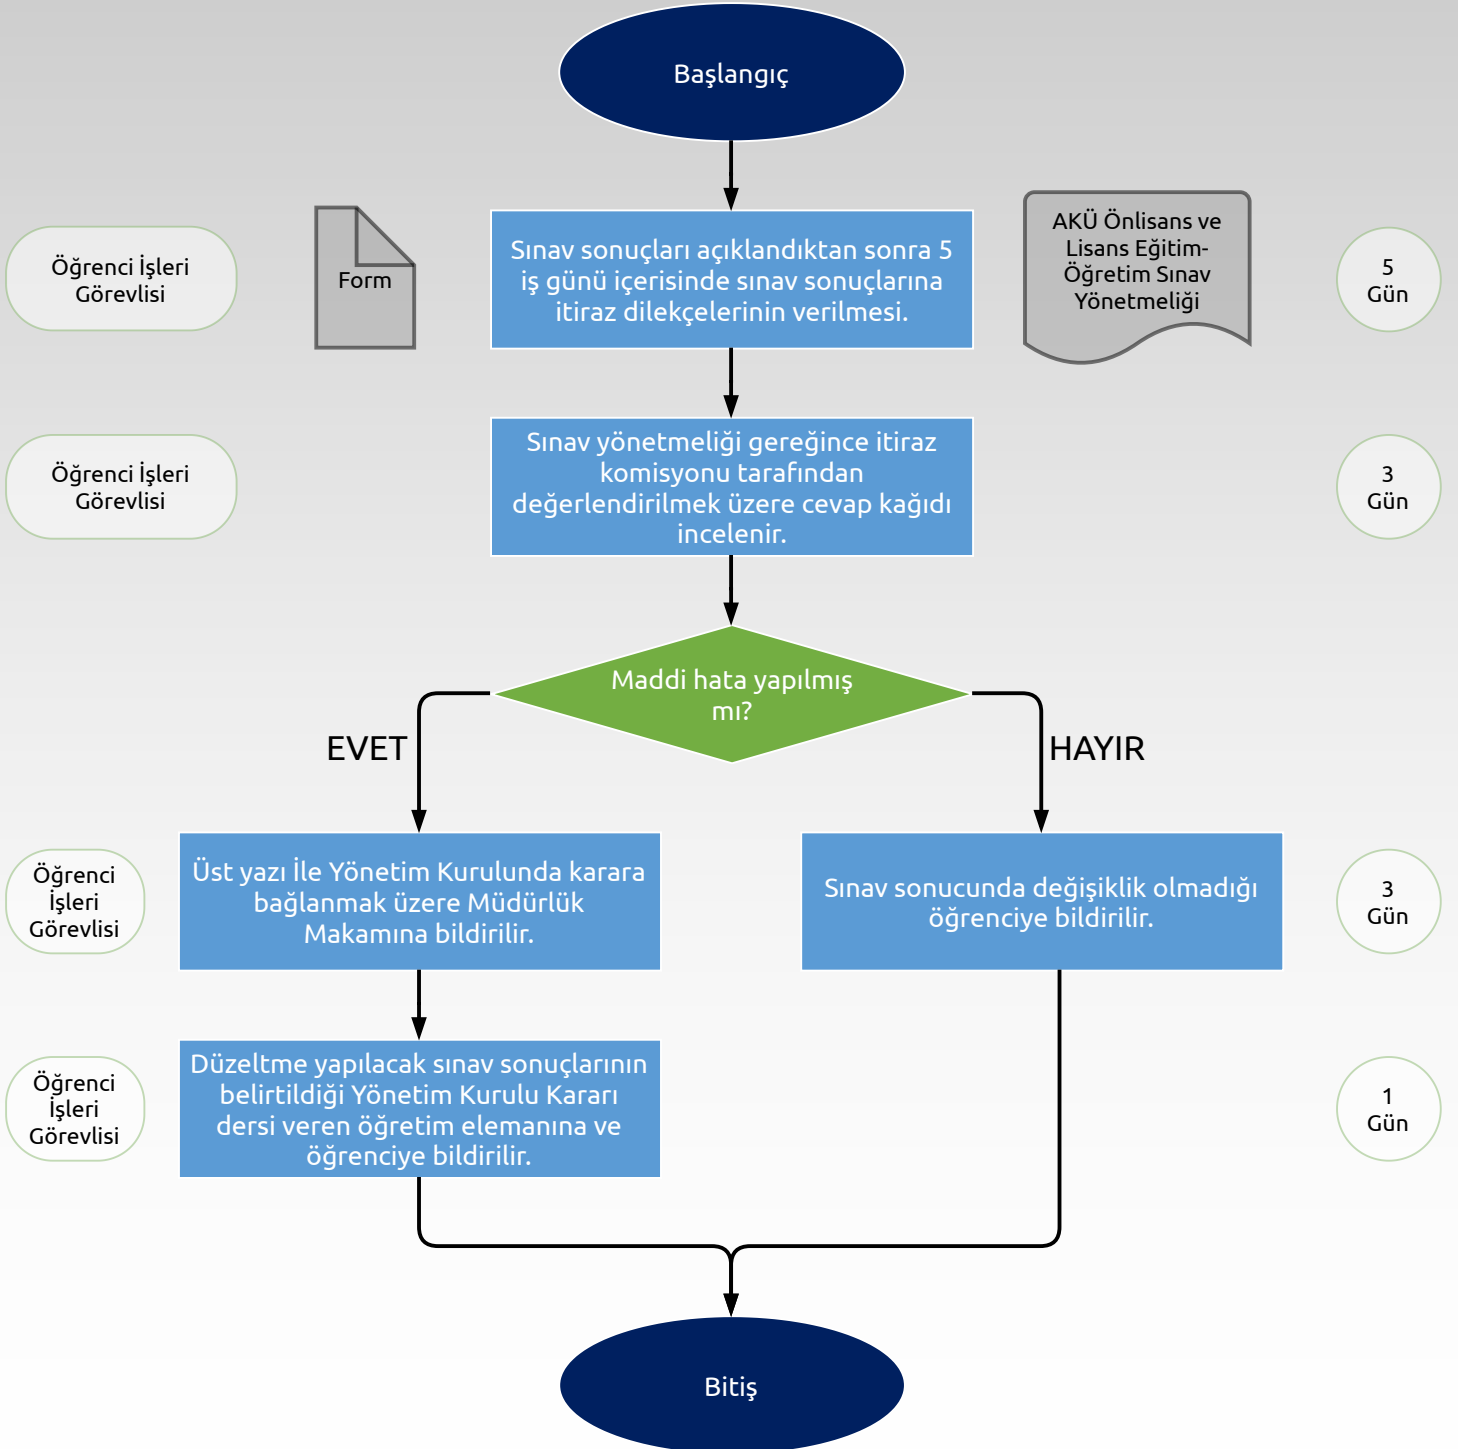 Başlangıç
Öğrenci İşleri
Görevlisi
Form
Sınav sonuçları açıklandıktan sonra 5
iş günü içerisinde sınav sonuçlarına
itiraz dilekçelerinin verilmesi.
AKÜ Önlisans ve
Lisans Eğitim-
Öğretim Sınav
Yönetmeliği
5
Gün
Öğrenci İşleri
Görevlisi
Sınav yönetmeliği gereğince itiraz
komisyonu tarafından
değerlendirilmek üzere cevap kağıdı
incelenir.
3
Gün
Maddi hata yapılmış
mı?
EVET
HAYIR
Öğrenci
İşleri
Görevlisi
Üst yazı İle Yönetim Kurulunda karara
bağlanmak üzere Müdürlük
Makamına bildirilir.
Sınav sonucunda değişiklik olmadığı
öğrenciye bildirilir.
3
Gün
Öğrenci
İşleri
Görevlisi
Düzeltme yapılacak sınav sonuçlarının
belirtildiği Yönetim Kurulu Kararı
dersi veren öğretim elemanına ve
öğrenciye bildirilir.
1
Gün
Bitiş